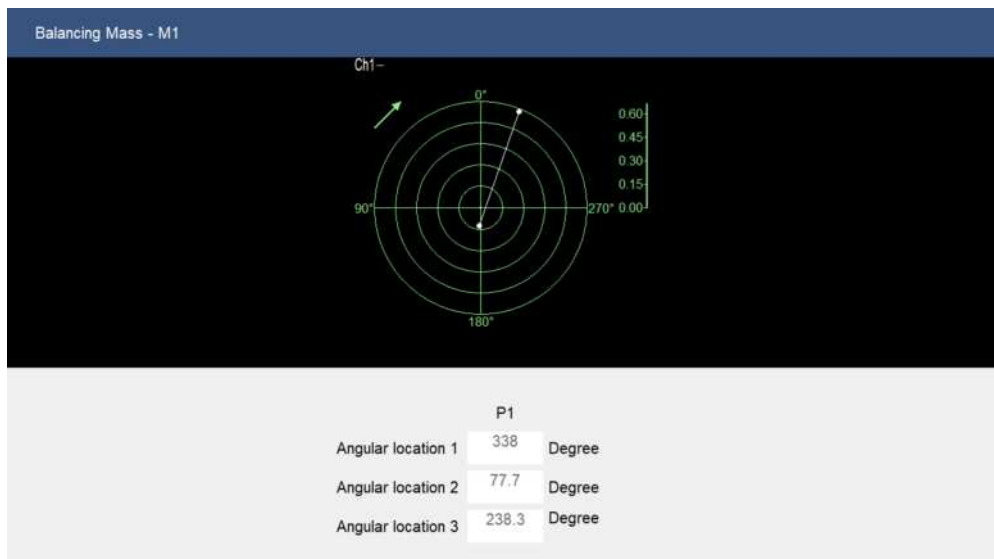 Balancing Mass - M1
Ch1-
0°
0.60
0.45
0.30
0.15
90°
270° 0.00
180°
P1
Angular location 1 338 Degree
Angular location 2 77.7 Degree
Angular location 3 238.3 Degree